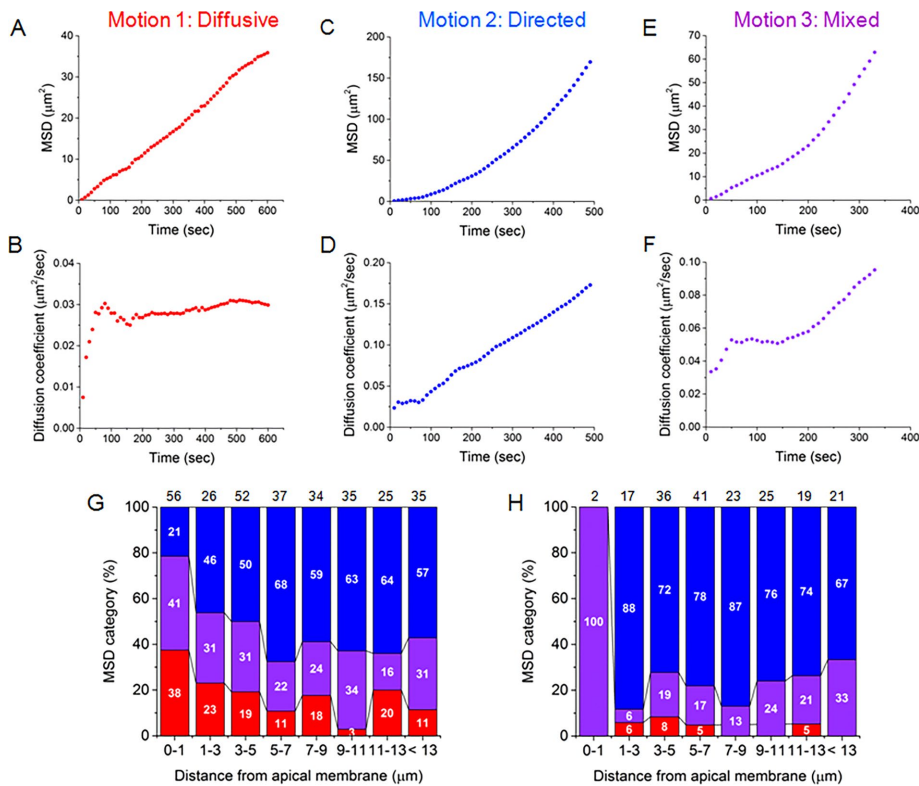 Motion 1: Diffusive
Motion 2: Directed
Motion 3: Mixed
A
40
30
20
10
0
MSD (μm²)
0 100 200 300 400 500 600 700
Time (sec)
C
200
150
100
50
0
MSD (μm²)
0 100 200 300 400 500
Time (sec)
E
70
60
50
40
30
20
10
0
MSD (μm²)
0 100 200 300 400
Time (sec)
B
0.04
0.03
0.02
0.01
0.00
Diffusion coefficient (μm²/sec)
0 100 200 300 400 500 600 700
Time (sec)
D
0.20
0.15
0.10
0.05
0.00
Diffusion coefficient (μm²/sec)
0 100 200 300 400 500
Time (sec)
F
0.10
0.08
0.06
0.04
0.02
0.00
Diffusion coefficient (μm²/sec)
0 100 200 300 400
Time (sec)
G
56 26 52 37 34 35 25 35
100
80
60
40
20
0
MSD category (%)
21 46 50 68 59 63 64 57
41 31 31 22 24 34 16 31
38 23 19 11 18 3 20 11
0-1 1-3 3-5 5-7 7-9 9-11 11-13 < 13
Distance from apical membrane (μm)
H
2 17 36 41 23 25 19 21
100
80
60
40
20
0
MSD category (%)
88 72 78 87 76 74 67
100 6 19 17 13 24 21 33
6 8 5 5
0-1 1-3 3-5 5-7 7-9 9-11 11-13 < 13
Distance from apical membrane (μm)